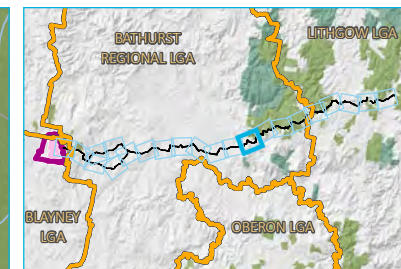 BATHURST
REGIONAL LGA
LITHGOW LGA
BLAYNEY
LGA
OBERON LGA